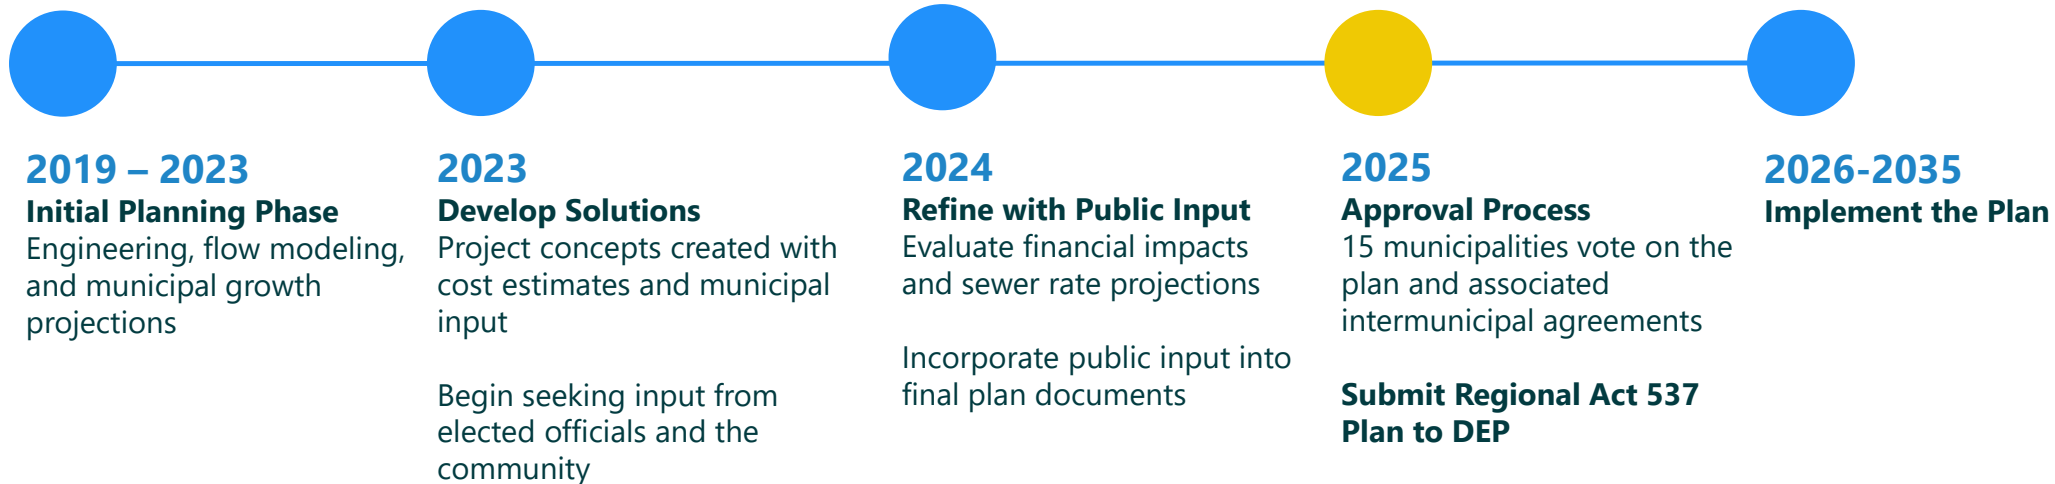 2019 – 2023
Initial Planning Phase
Engineering, flow modeling,
and municipal growth
projections
2023
Develop Solutions
Project concepts created with
cost estimates and municipal
input
Begin seeking input from
elected officials and the
community
2024
Refine with Public Input
Evaluate financial impacts
and sewer rate projections
Incorporate public input into
final plan documents
2025
Approval Process
15 municipalities vote on the
plan and associated
intermunicipal agreements
Submit Regional Act 537
Plan to DEP
2026-2035
Implement the Plan